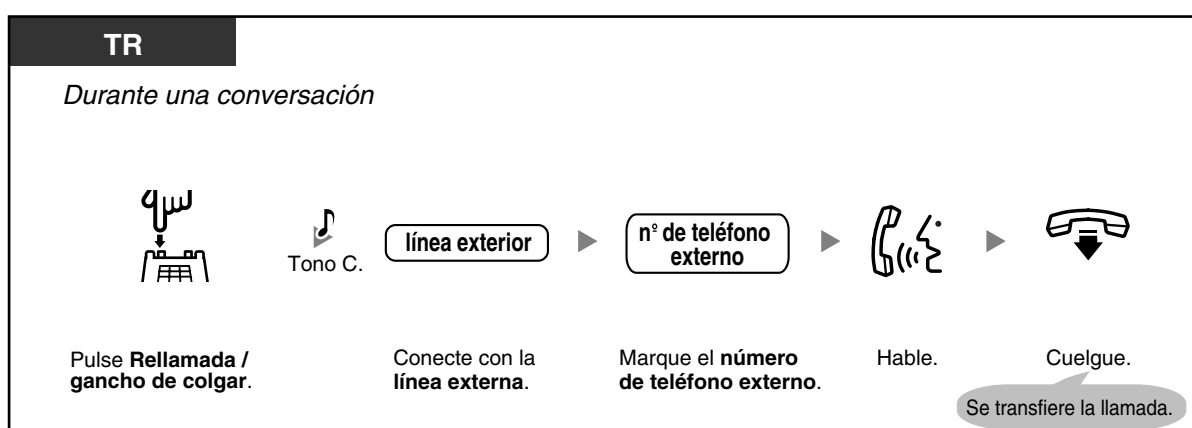 TR
Durante una conversación
Tono C.
línea exterior
nº de teléfono
externo
Pulse Rellamada /
gancho de colgar.
Conecte con la
línea externa.
Marque el número
de teléfono externo.
Hable.
Cuelgue.
Se transfiere la llamada.